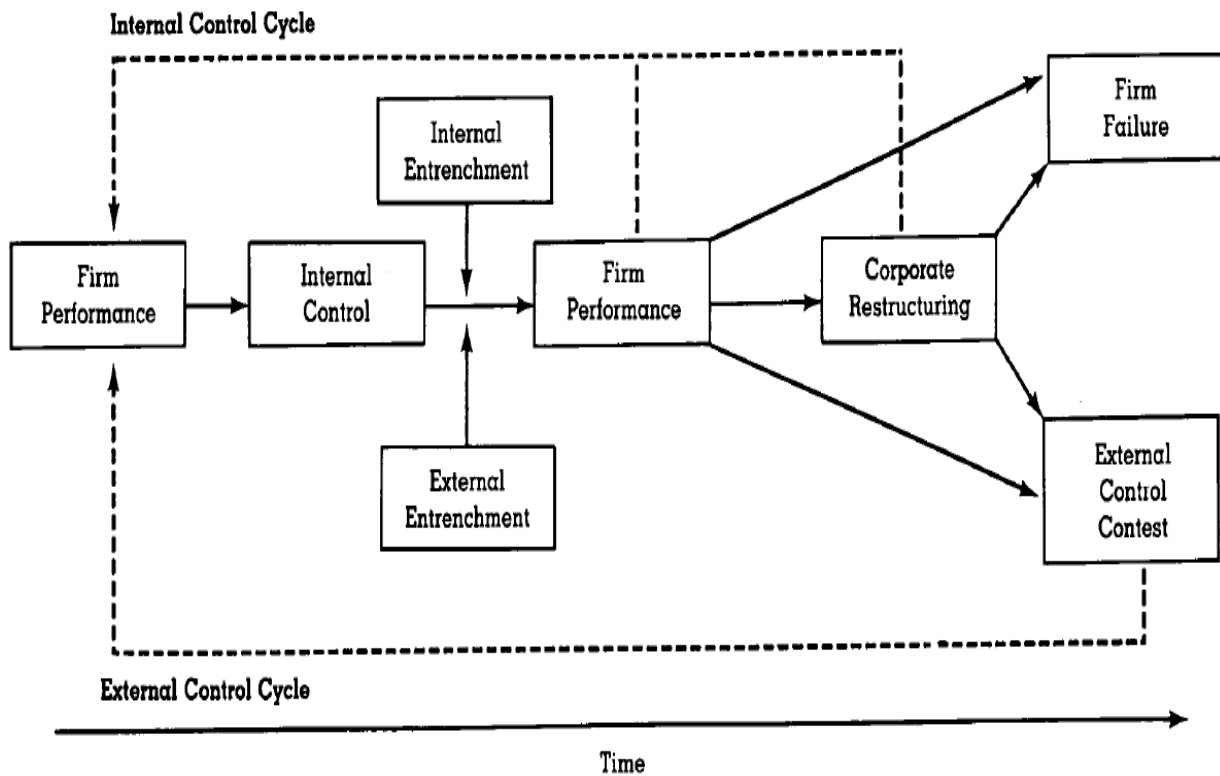 Internal Control Cycle
Firm
Failure
Internal
Entrenchment
Firm
Performance
Internal
Control
Firm
Performance
Corporate
Restructuring
External
Entrenchment
External
Control
Contest
External Control Cycle
Time